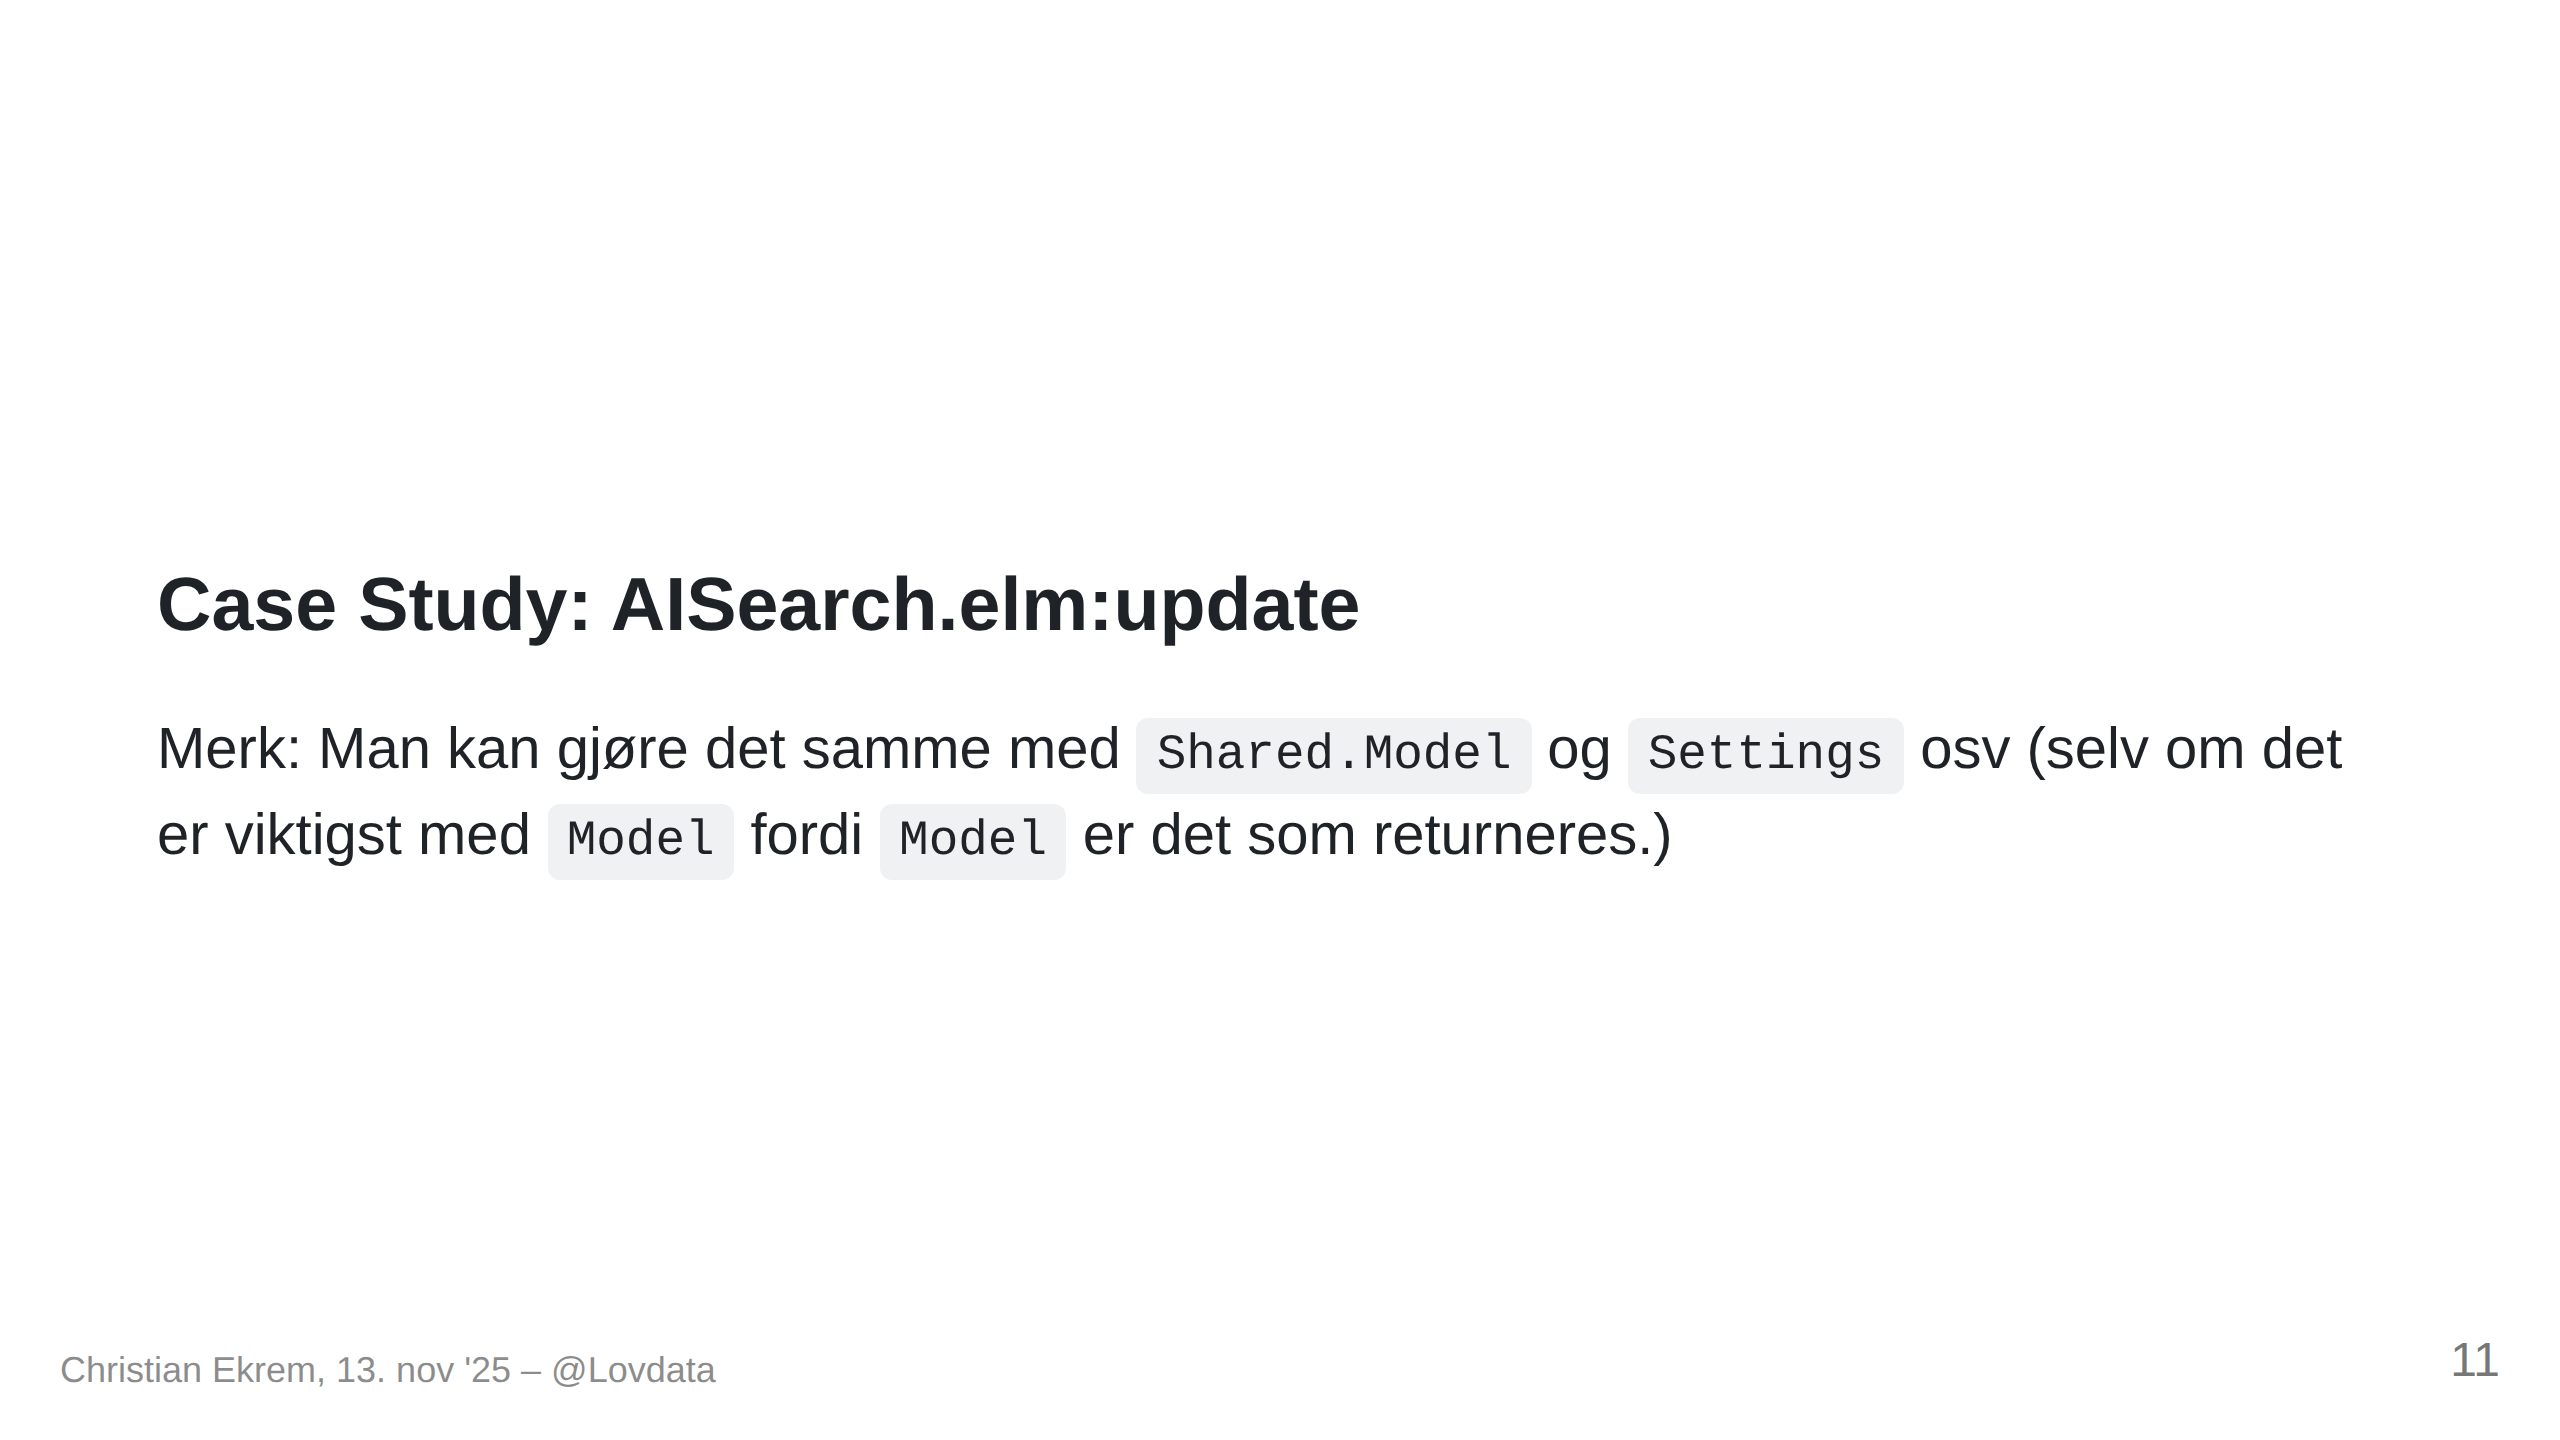 Case Study: AISearch.elm:update
Merk: Man kan gjøre det samme med Shared.Model og Settings osv (selv om det
er viktigst med Model fordi Model er det som returneres.)
Christian Ekrem, 13. nov '25 – @Lovdata
11